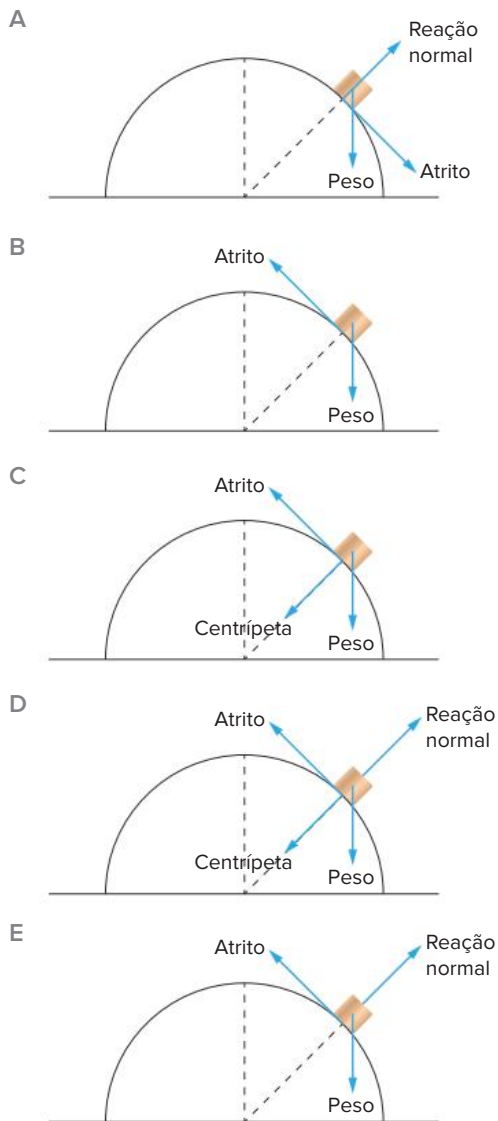 A
Reação
normal
Peso
Atrito
B
Atrito
Peso
C
Atrito
Centrípeta
Peso
D
Atrito
Reação
normal
Centrípeta
Peso
E
Atrito
Reação
normal
Peso